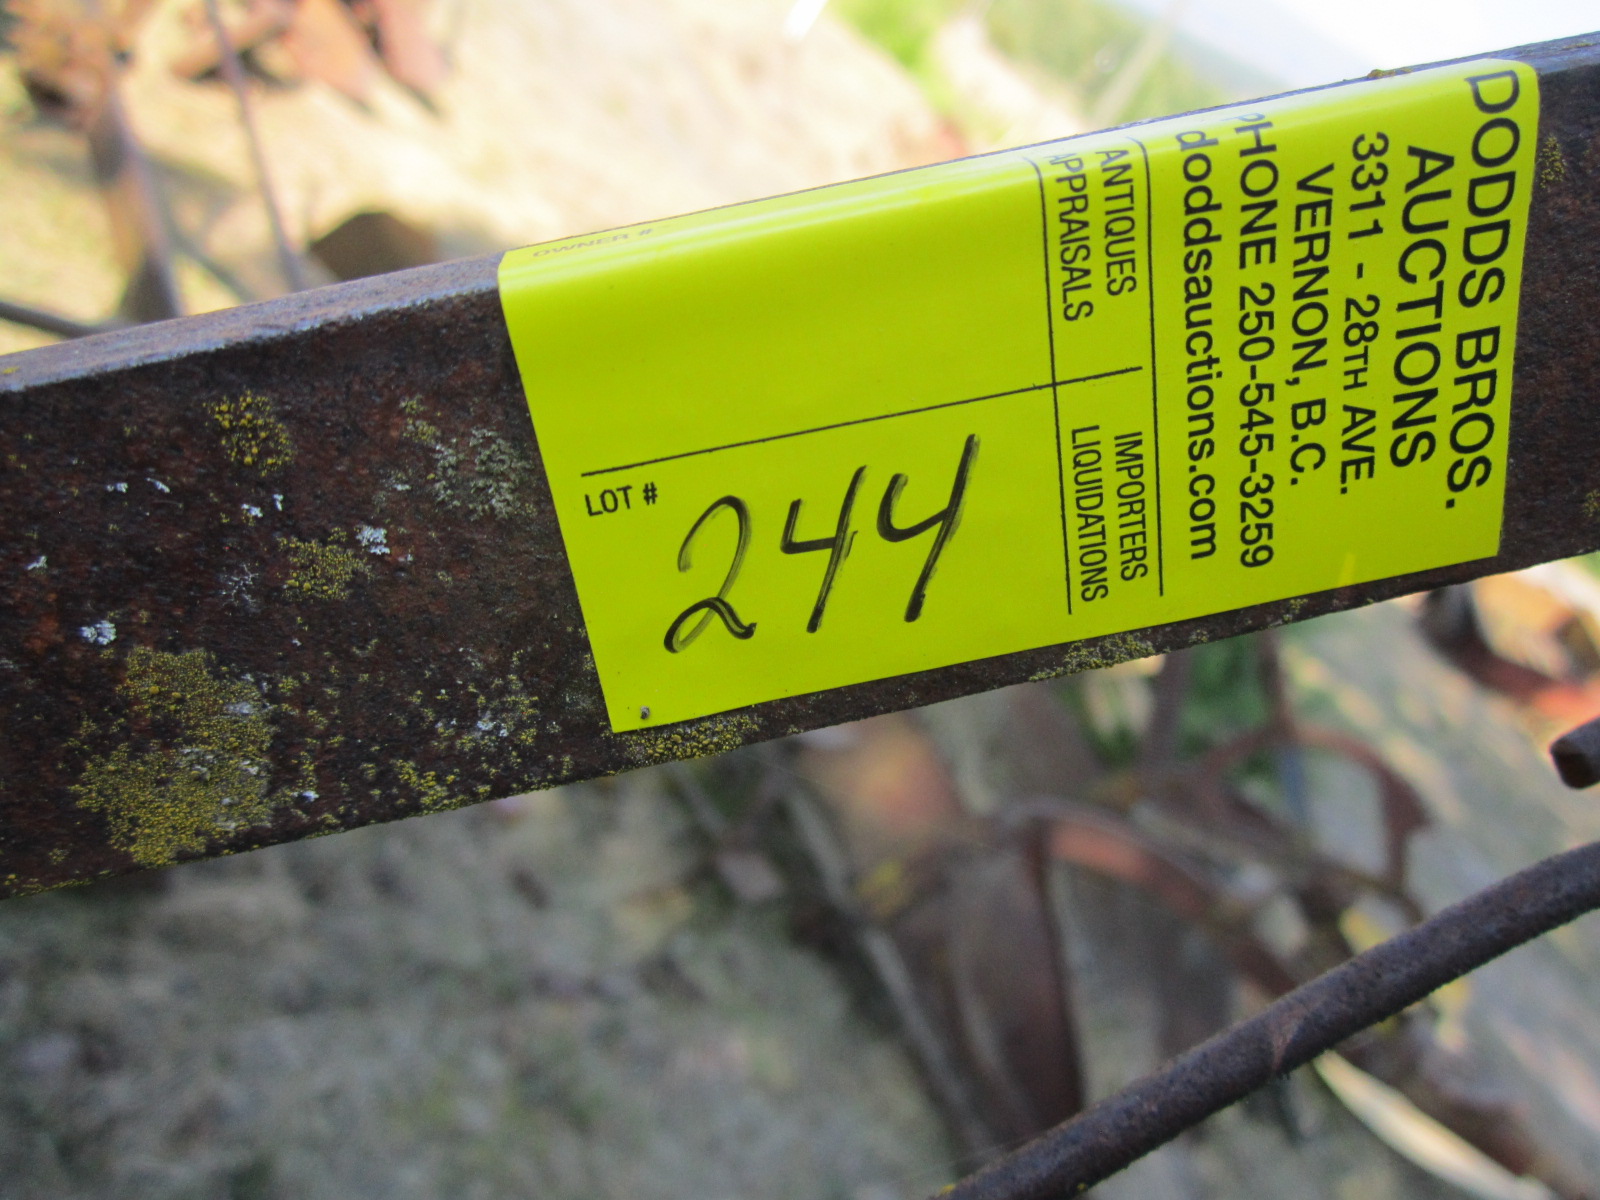 DODDS BROS.
AUCTIONS
3311 - 28TH AVE.
VERNON, B.C.
PHONE 250-545-3259
doddsauctions.com
ANTIQUES
APPRAISALS
IMPORTERS
LIQUIDATIONS
OWNER #
LOT #
244